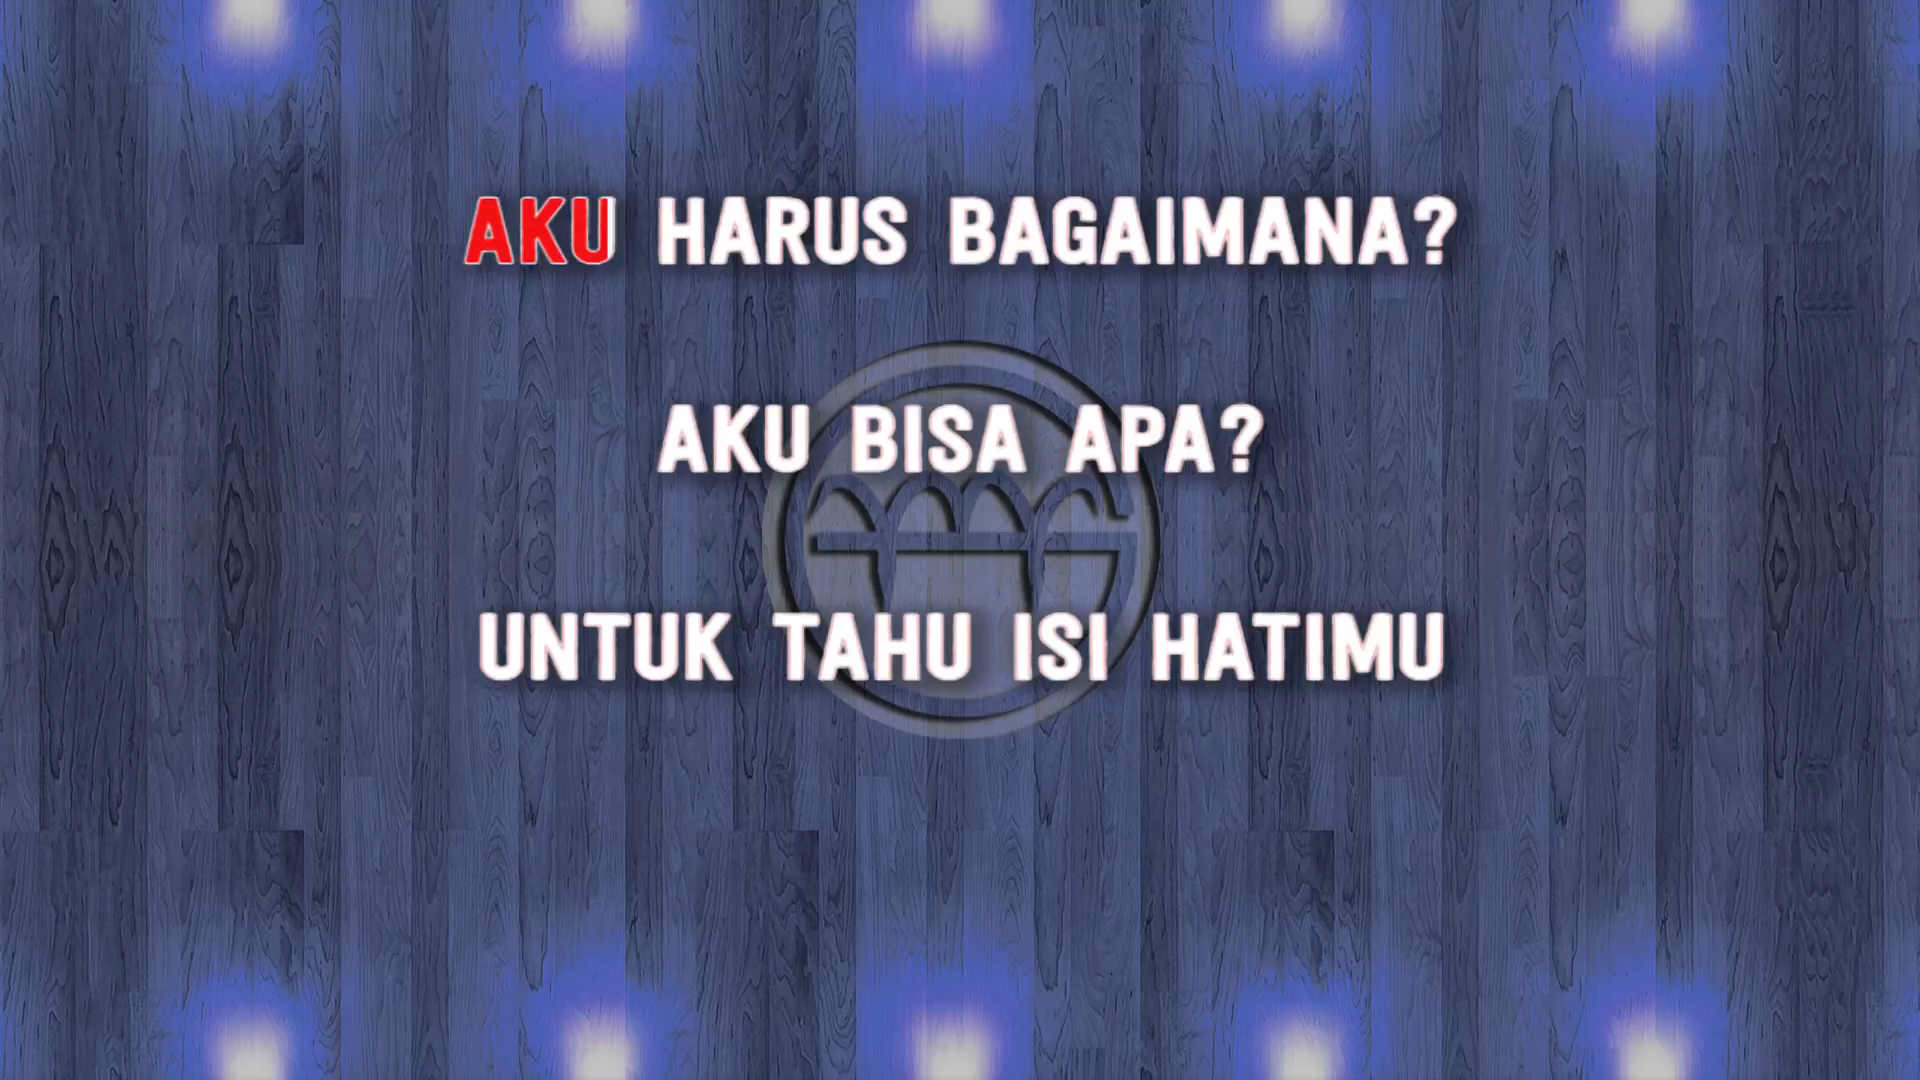 AKU HARUS BAGAIMANA?
AKU BISA APA?
UNTUK TAHU ISI HATIMU